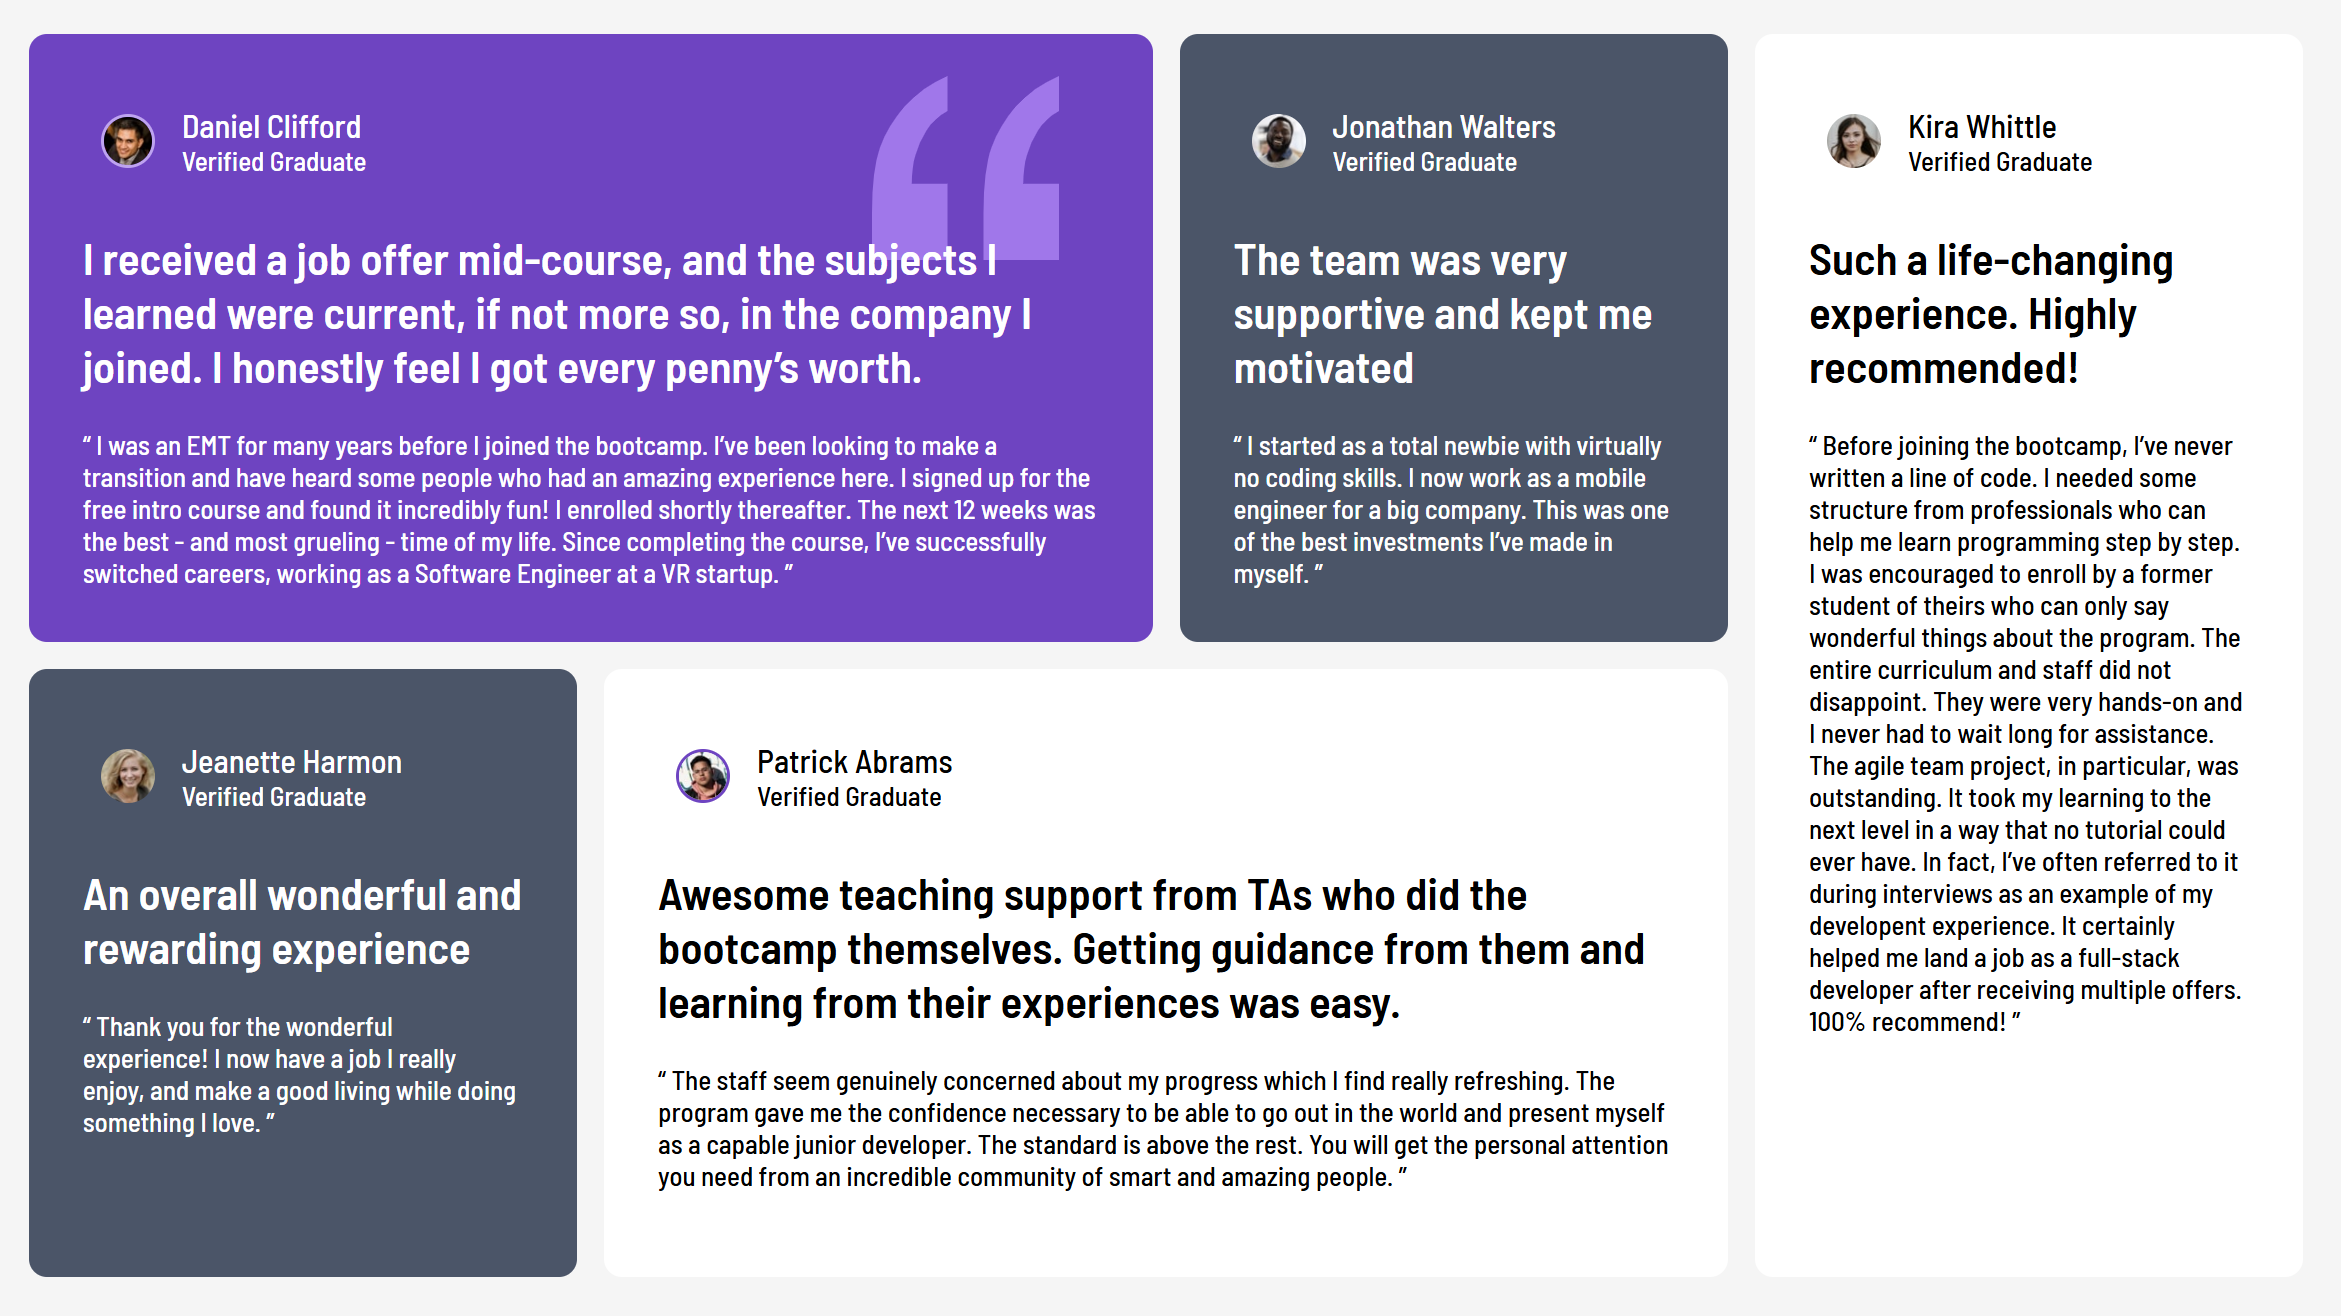 Daniel Clifford
Verified Graduate
I received a job offer mid-course, and the subjects I
learned were current, if not more so, in the company I
joined. I honestly feel I got every penny’s worth.
“ I was an EMT for many years before I joined the bootcamp. I’ve been looking to make a
transition and have heard some people who had an amazing experience here. I signed up for the
free intro course and found it incredibly fun! I enrolled shortly thereafter. The next 12 weeks was
the best - and most grueling - time of my life. Since completing the course, I’ve successfully
switched careers, working as a Software Engineer at a VR startup. ”
Jonathan Walters
Verified Graduate
The team was very
supportive and kept me
motivated
“ I started as a total newbie with virtually
no coding skills. I now work as a mobile
engineer for a big company. This was one
of the best investments I’ve made in
myself. ”
Kira Whittle
Verified Graduate
Such a life-changing
experience. Highly
recommended!
“ Before joining the bootcamp, I’ve never
written a line of code. I needed some
structure from professionals who can
help me learn programming step by step.
I was encouraged to enroll by a former
student of theirs who can only say
wonderful things about the program. The
entire curriculum and staff did not
disappoint. They were very hands-on and
I never had to wait long for assistance.
The agile team project, in particular, was
outstanding. It took my learning to the
next level in a way that no tutorial could
ever have. In fact, I’ve often referred to it
during interviews as an example of my
developent experience. It certainly
helped me land a job as a full-stack
developer after receiving multiple offers.
100% recommend! ”
Jeanette Harmon
Verified Graduate
An overall wonderful and
rewarding experience
“ Thank you for the wonderful
experience! I now have a job I really
enjoy, and make a good living while doing
something I love. ”
Patrick Abrams
Verified Graduate
Awesome teaching support from TAs who did the
bootcamp themselves. Getting guidance from them and
learning from their experiences was easy.
“ The staff seem genuinely concerned about my progress which I find really refreshing. The
program gave me the confidence necessary to be able to go out in the world and present myself
as a capable junior developer. The standard is above the rest. You will get the personal attention
you need from an incredible community of smart and amazing people. ”